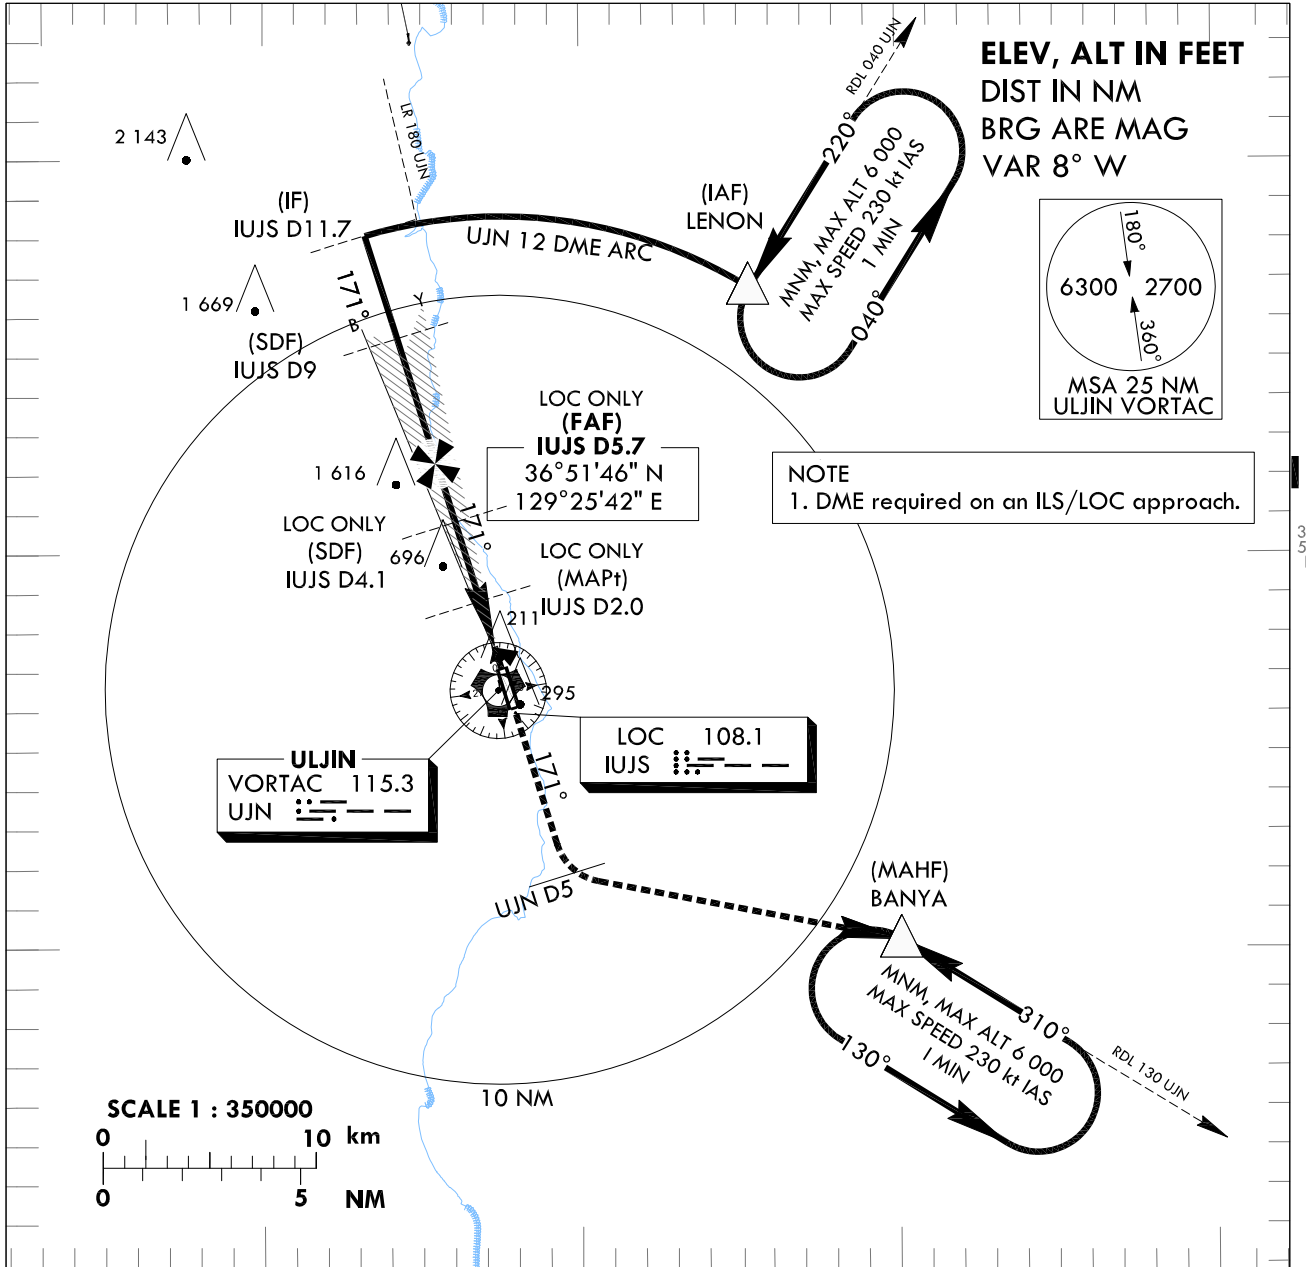 ELEV, ALT IN FEET
DIST IN NM
BRG ARE MAG
VAR 8° W
RDL 040 UJN
LR 180 UJN
2 143
(IF)
IUJS D11.7
(IAF)
LENON
UJN 12 DME ARC
220°
MNM, MAX ALT 6 000
MAX SPEED 230 kt IAS
1 MIN
040°
180°
6300 2700
360°
MSA 25 NM
ULJIN VORTAC
171°
1 669
B
Y
(SDF)
IUJS D9
LOC ONLY
(FAF)
IUJS D5.7
36°51'46" N
129°25'42" E
NOTE
1. DME required on an ILS/LOC approach.
1 616
171°
LOC ONLY
(SDF)
IUJS D4.1
696
LOC ONLY
(MAPt)
IUJS D2.0
211
295
LOC 108.1
IUJS
ULJIN
VORTAC 115.3
UJN
171°
UJN D5
(MAHF)
BANYA
MNM, MAX ALT 6 000
MAX SPEED 230 kt IAS
1 MIN
310°
130°
RDL 130 UJN
10 NM
SCALE 1 : 350000
0 10 km
0 5 NM